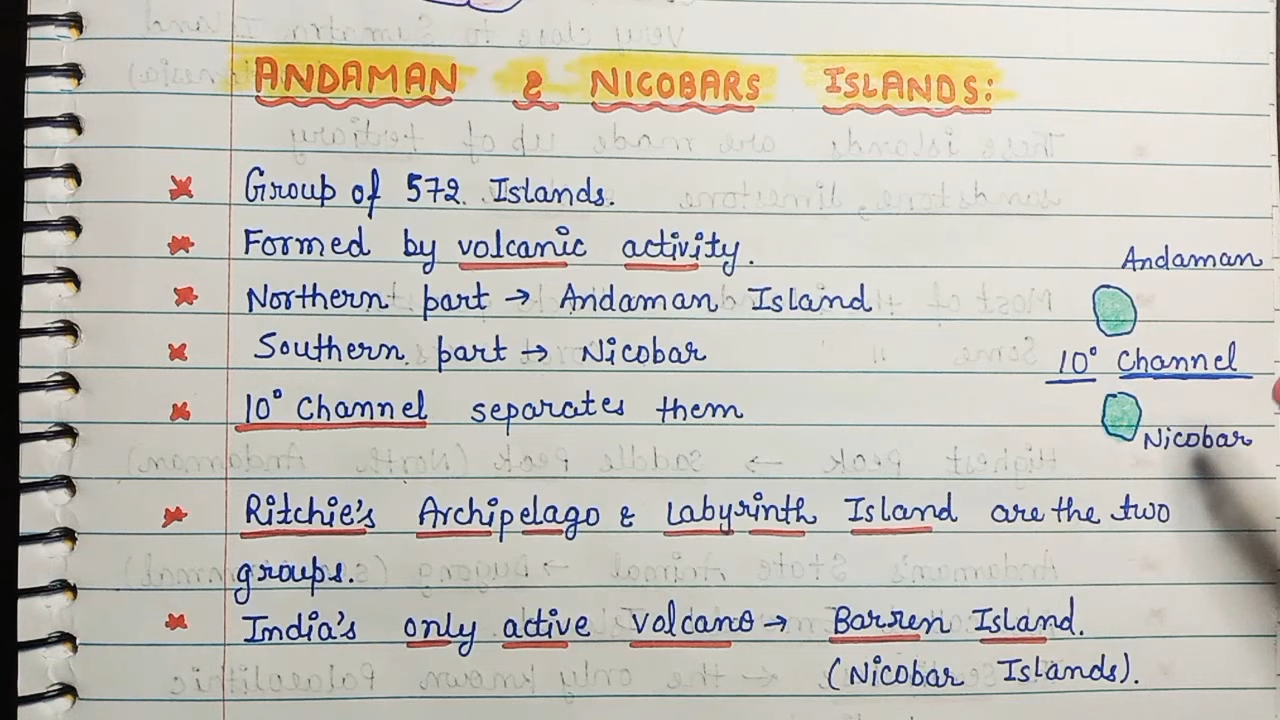 ANDAMAN & NICOBARS ISLANDS:
* Group of 572 Islands.
* Formed by volcanic activity.
Andaman
* Northern part → Andaman Island
* Southern part → Nicobar
10° Channel
* 10° Channel separates them
Nicobar
* Ritchie's Archipelago & Labyrinth Island are the two
groups.
* India's only active volcano → Barren Island.
(Nicobar Islands).